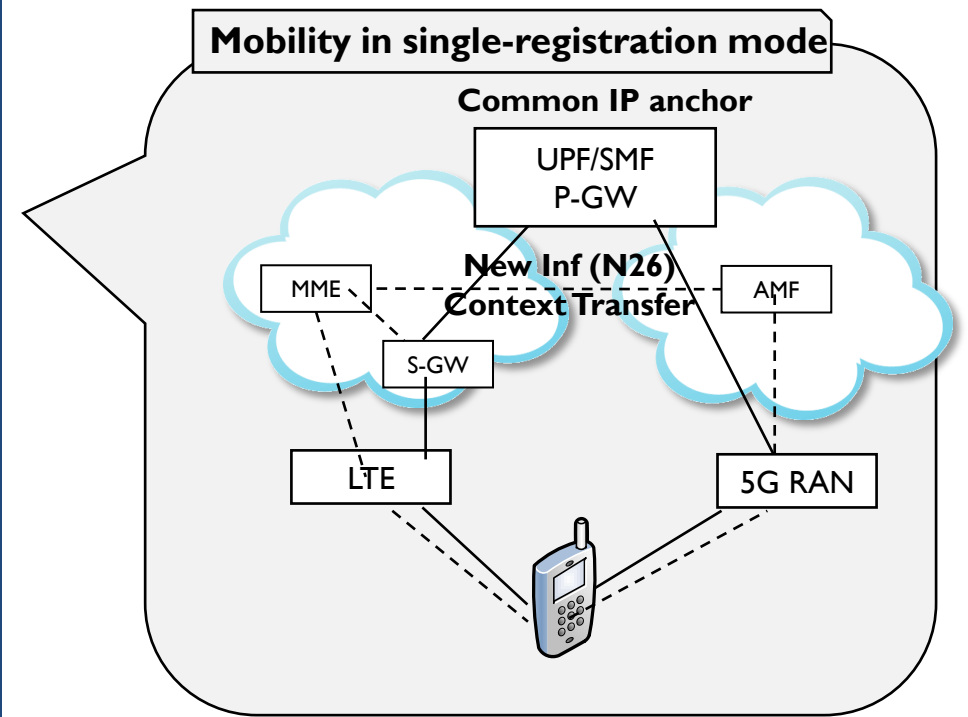 Mobility in single-registration mode
Common IP anchor
UPF/SMF
P-GW
New Inf (N26)
MME
AMF
Context Transfer
S-GW
LTE
5G RAN